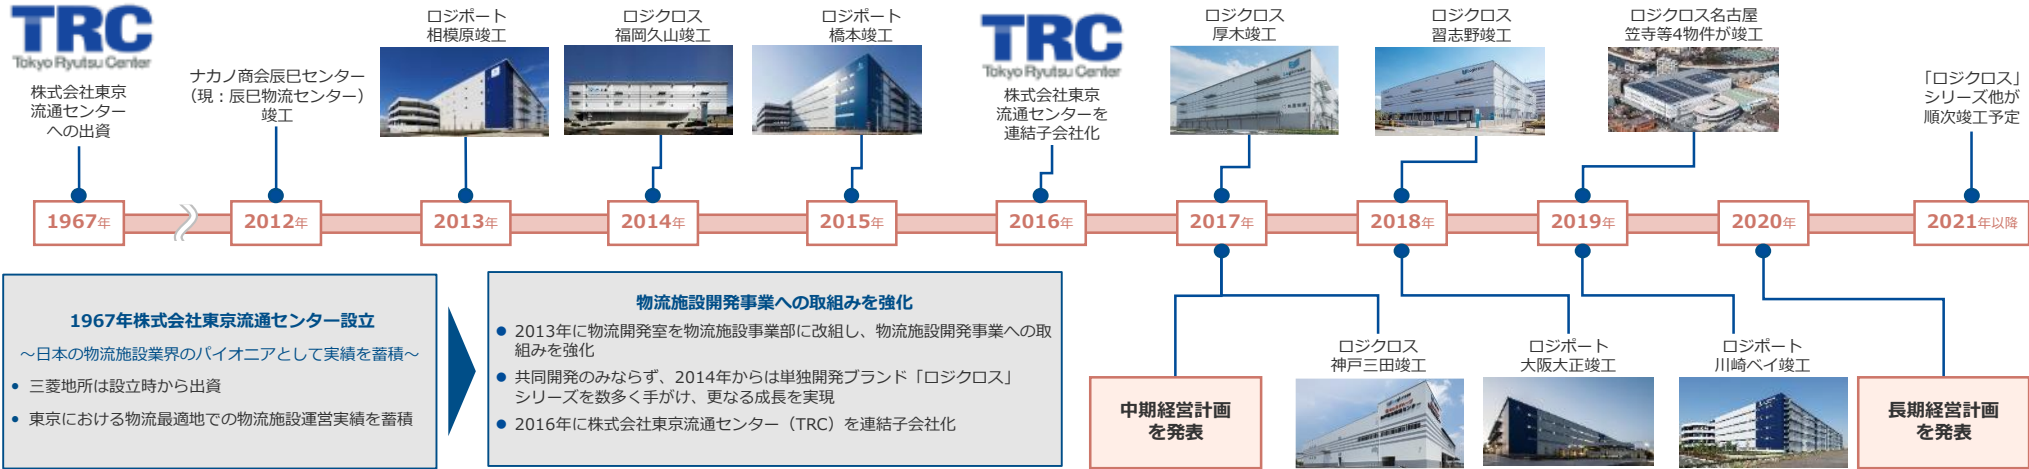 TRC
Tokyo Ryutsu Center
株式会社東京
流通センター
への出資
ナカノ商会辰巳センター
（現：辰巳物流センター）
竣工
ロジポート
相模原竣工
ロジクロス
福岡久山竣工
ロジポート
橋本竣工
TRC
Tokyo Ryutsu Center
株式会社東京
流通センターを
連結子会社化
ロジクロス
厚木竣工
ロジクロス
習志野竣工
ロジクロス名古屋
笠寺等4物件が竣工
「ロジクロス」
シリーズ他が
順次竣工予定
1967年
2012年
2013年
2014年
2015年
2016年
2017年
2018年
2019年
2020年
2021年以降
1967年株式会社東京流通センター設立
～日本の物流施設業界のパイオニアとして実績を蓄積～
• 三菱地所は設立時から出資
• 東京における物流最適地での物流施設運営実績を蓄積
物流施設開発事業への取組みを強化
● 2013年に物流開発室を物流施設事業部に改組し、物流施設開発事業への取
組みを強化
● 共同開発のみならず、2014年からは単独開発ブランド「ロジクロス」
シリーズを数多く手がけ、更なる成長を実現
● 2016年に株式会社東京流通センター（TRC）を連結子会社化
中期経営計画
を発表
ロジクロス
神戸三田竣工
ロジポート
大阪大正竣工
ロジポート
川崎ベイ竣工
長期経営計画
を発表